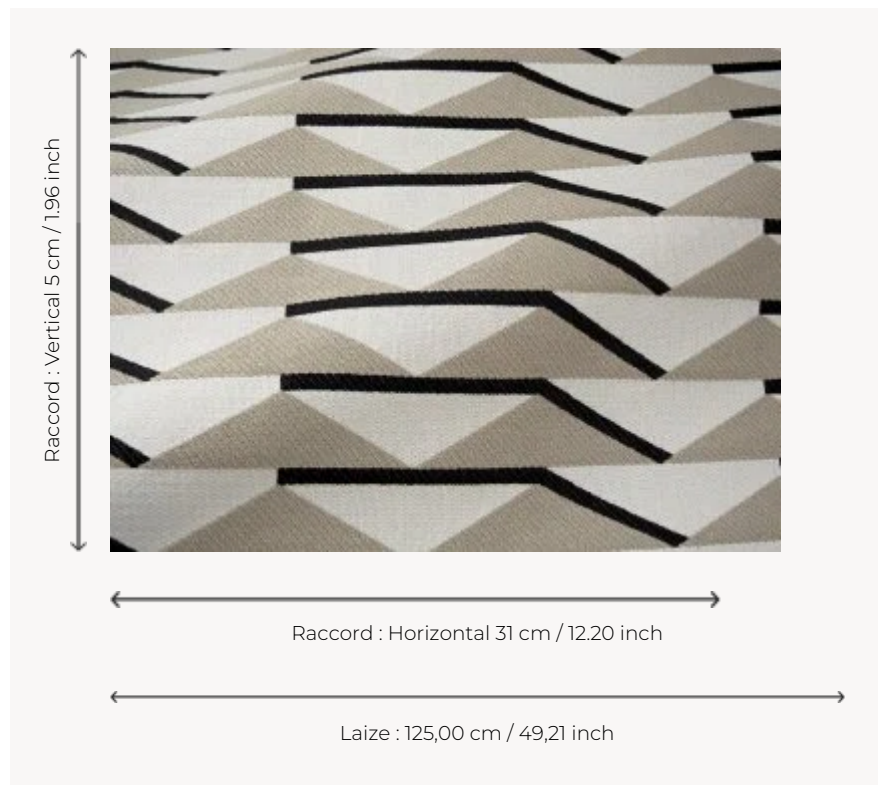 Raccord : Vertical 5 cm / 1.96 inch
Raccord : Horizontal 31 cm / 12.20 inch
Laize : 125,00 cm / 49,21 inch